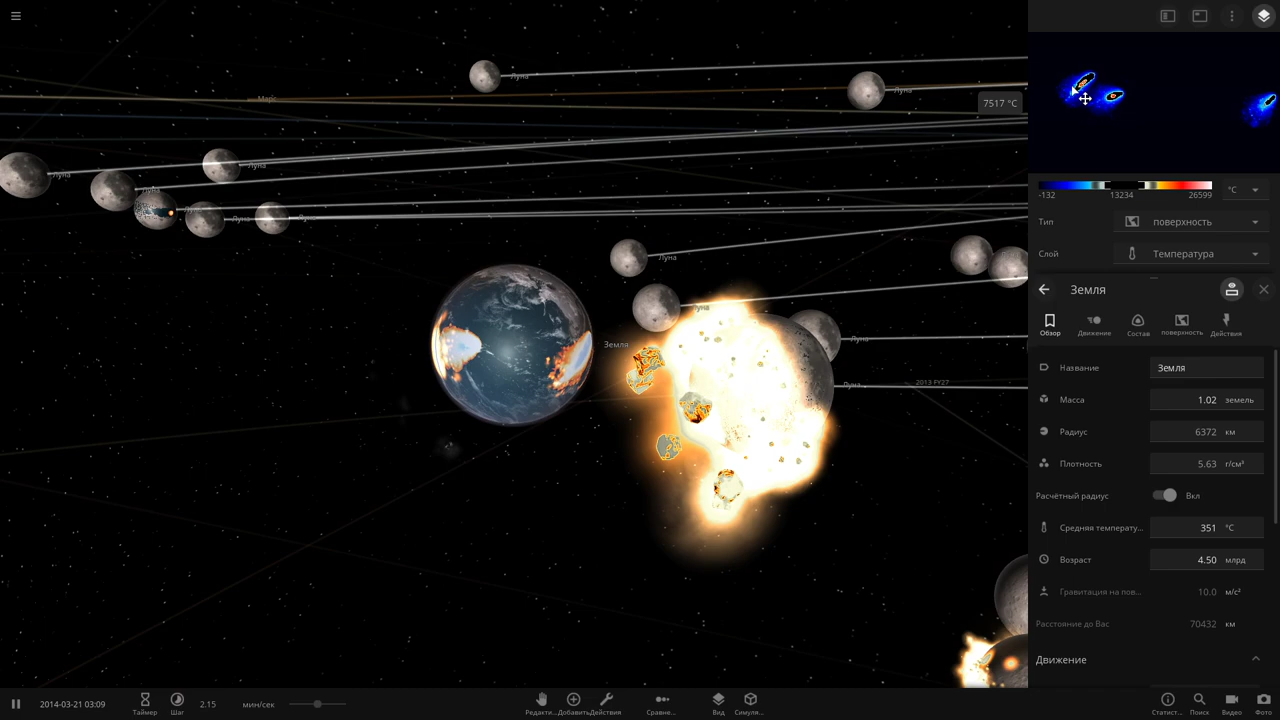 Луна
Луна
Марс
7517 °C
Луна
Луна
Луна
Луна
Луна
Луна
Луна
Луна
Земля
Луна
Луна
2013 FY27
-132
13234
26599
°C
Тип
поверхность
Слой
Температура
Земля
Обзор
Движение
Состав
поверхность
Действия
Название
Земля
Масса
1.02 земель
Радиус
6372 км
Плотность
5.63 г/см³
Расчётный радиус
Вкл
Средняя температу...
351 °C
Возраст
4.50 млрд
Гравитация на пов...
10.0 м/с²
Расстояние до Вас
70432 км
Движение
2014-03-21 03:09
Таймер
Шаг
2.15 мин/сек
Редакти...
Добавить
Действия
Сравне...
Вид
Симуля...
Статист...
Поиск
Видео
Фото